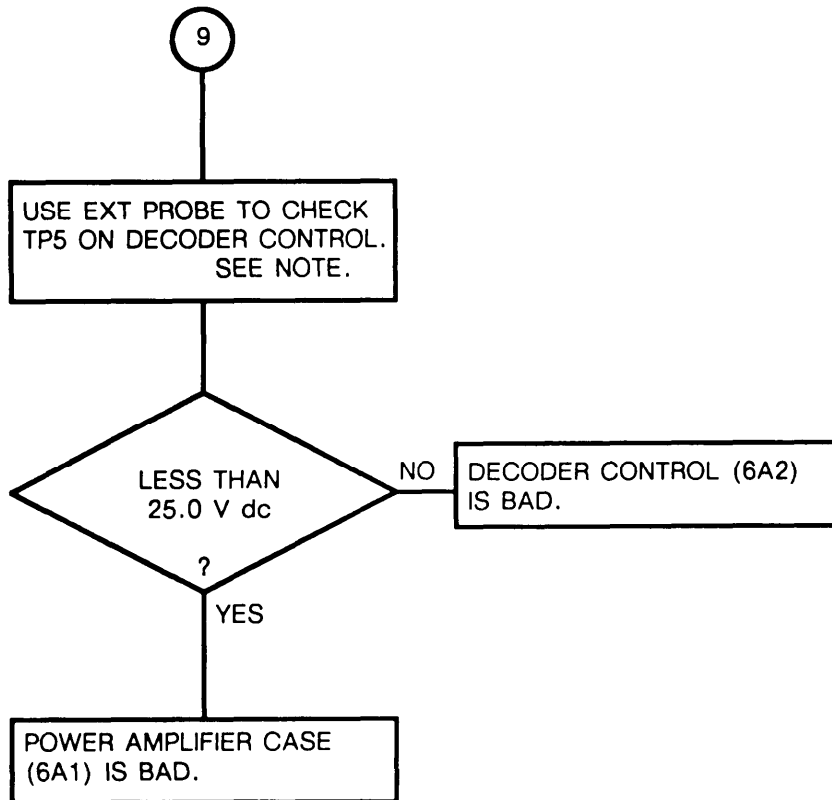 9
USE EXT PROBE TO CHECK
TP5 ON DECODER CONTROL.
SEE NOTE.
LESS THAN
25.0 V dc
?
NO
DECODER CONTROL (6A2)
IS BAD.
YES
POWER AMPLIFIER CASE
(6A1) IS BAD.